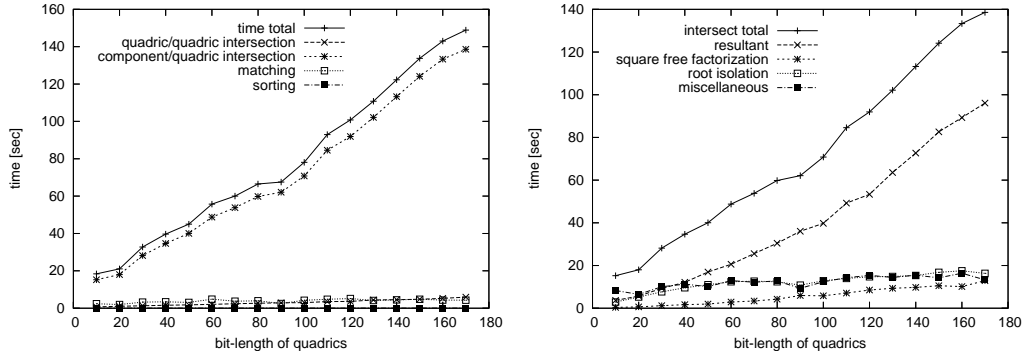 time total
quadric/quadric intersection
component/quadric intersection
matching
sorting
160
140
120
100
80
60
40
20
0
time [sec]
0 20 40 60 80 100 120 140 160 180
bit-length of quadrics
intersect total
resultant
square free factorization
root isolation
miscellaneous
140
120
100
80
60
40
20
0
time [sec]
0 20 40 60 80 100 120 140 160 180
bit-length of quadrics